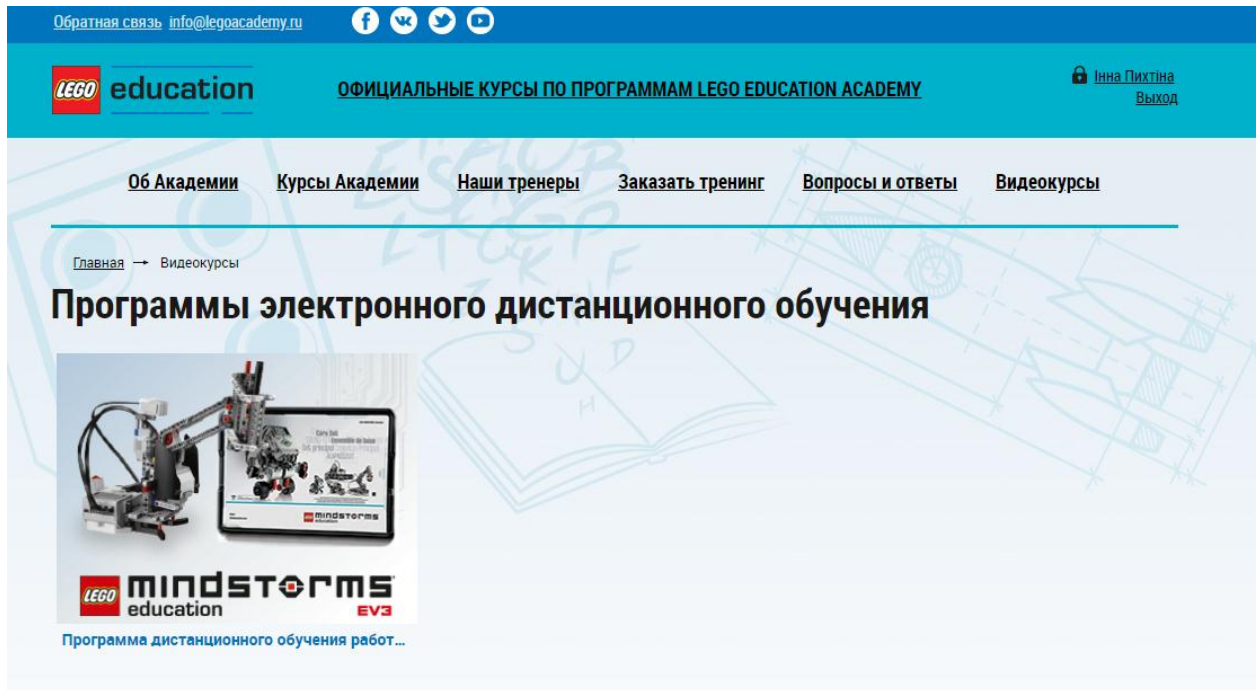 Обратная связь info@legoacademy.ru
LEGO education
ОФИЦИАЛЬНЫЕ КУРСЫ ПО ПРОГРАММАМ LEGO EDUCATION ACADEMY
Інна Пихтіна
Выход
Об Академии Курсы Академии Наши тренеры Заказать тренинг Вопросы и ответы Видеокурсы
Главная → Видеокурсы
Программы электронного дистанционного обучения
mindstorms
LEGO mindstorms
education
EV3
Программа дистанционного обучения работ...